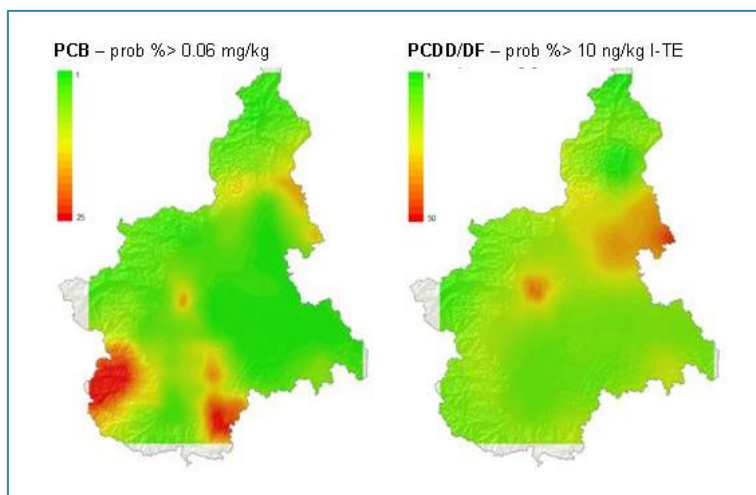 PCB – prob %> 0.06 mg/kg
1
25
PCDD/DF – prob %> 10 ng/kg I-TE
1
50